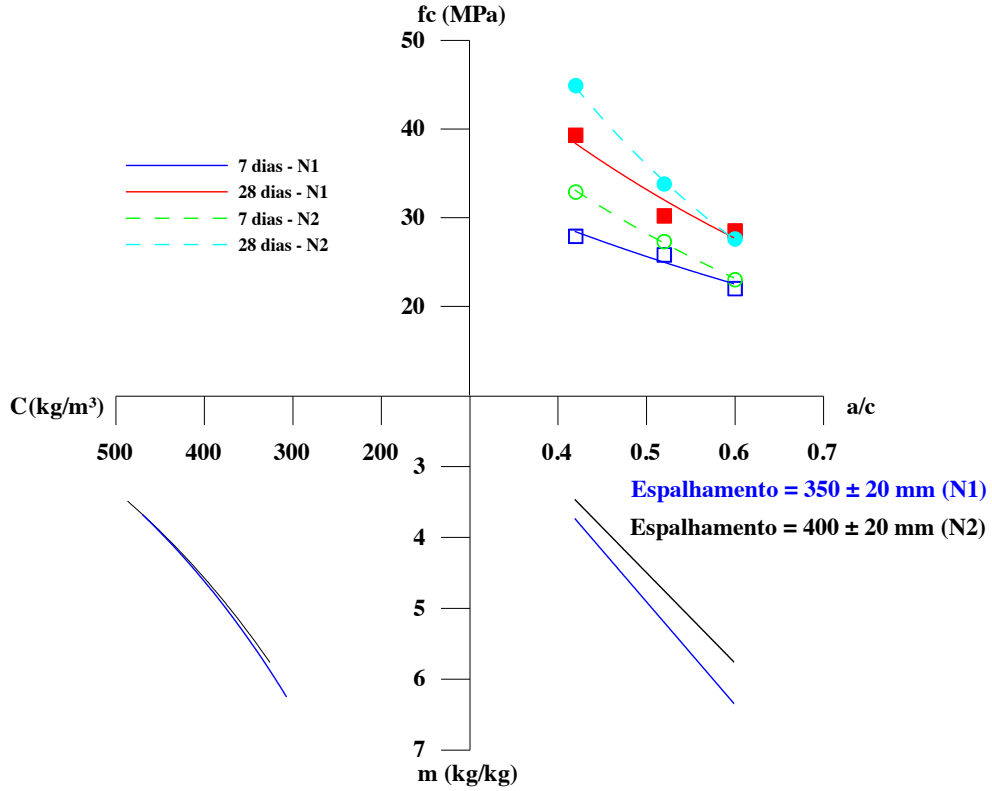 fc (MPa)
50
40
30
20
7 dias - N1
28 dias - N1
7 dias - N2
28 dias - N2
C(kg/m³)
a/c
500
400
300
200
0.4
0.5
0.6
0.7
3
4
5
6
7
Espalhamento = 350 ± 20 mm (N1)
Espalhamento = 400 ± 20 mm (N2)
m (kg/kg)